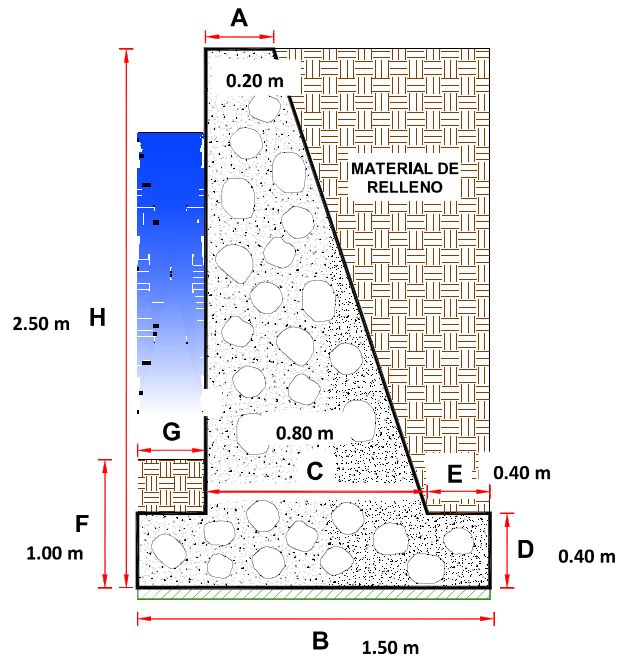 A
0.20 m
MATERIAL DE
RELLENO
H
2.50 m
G
0.80 m
C
E
0.40 m
F
1.00 m
D
0.40 m
B
1.50 m